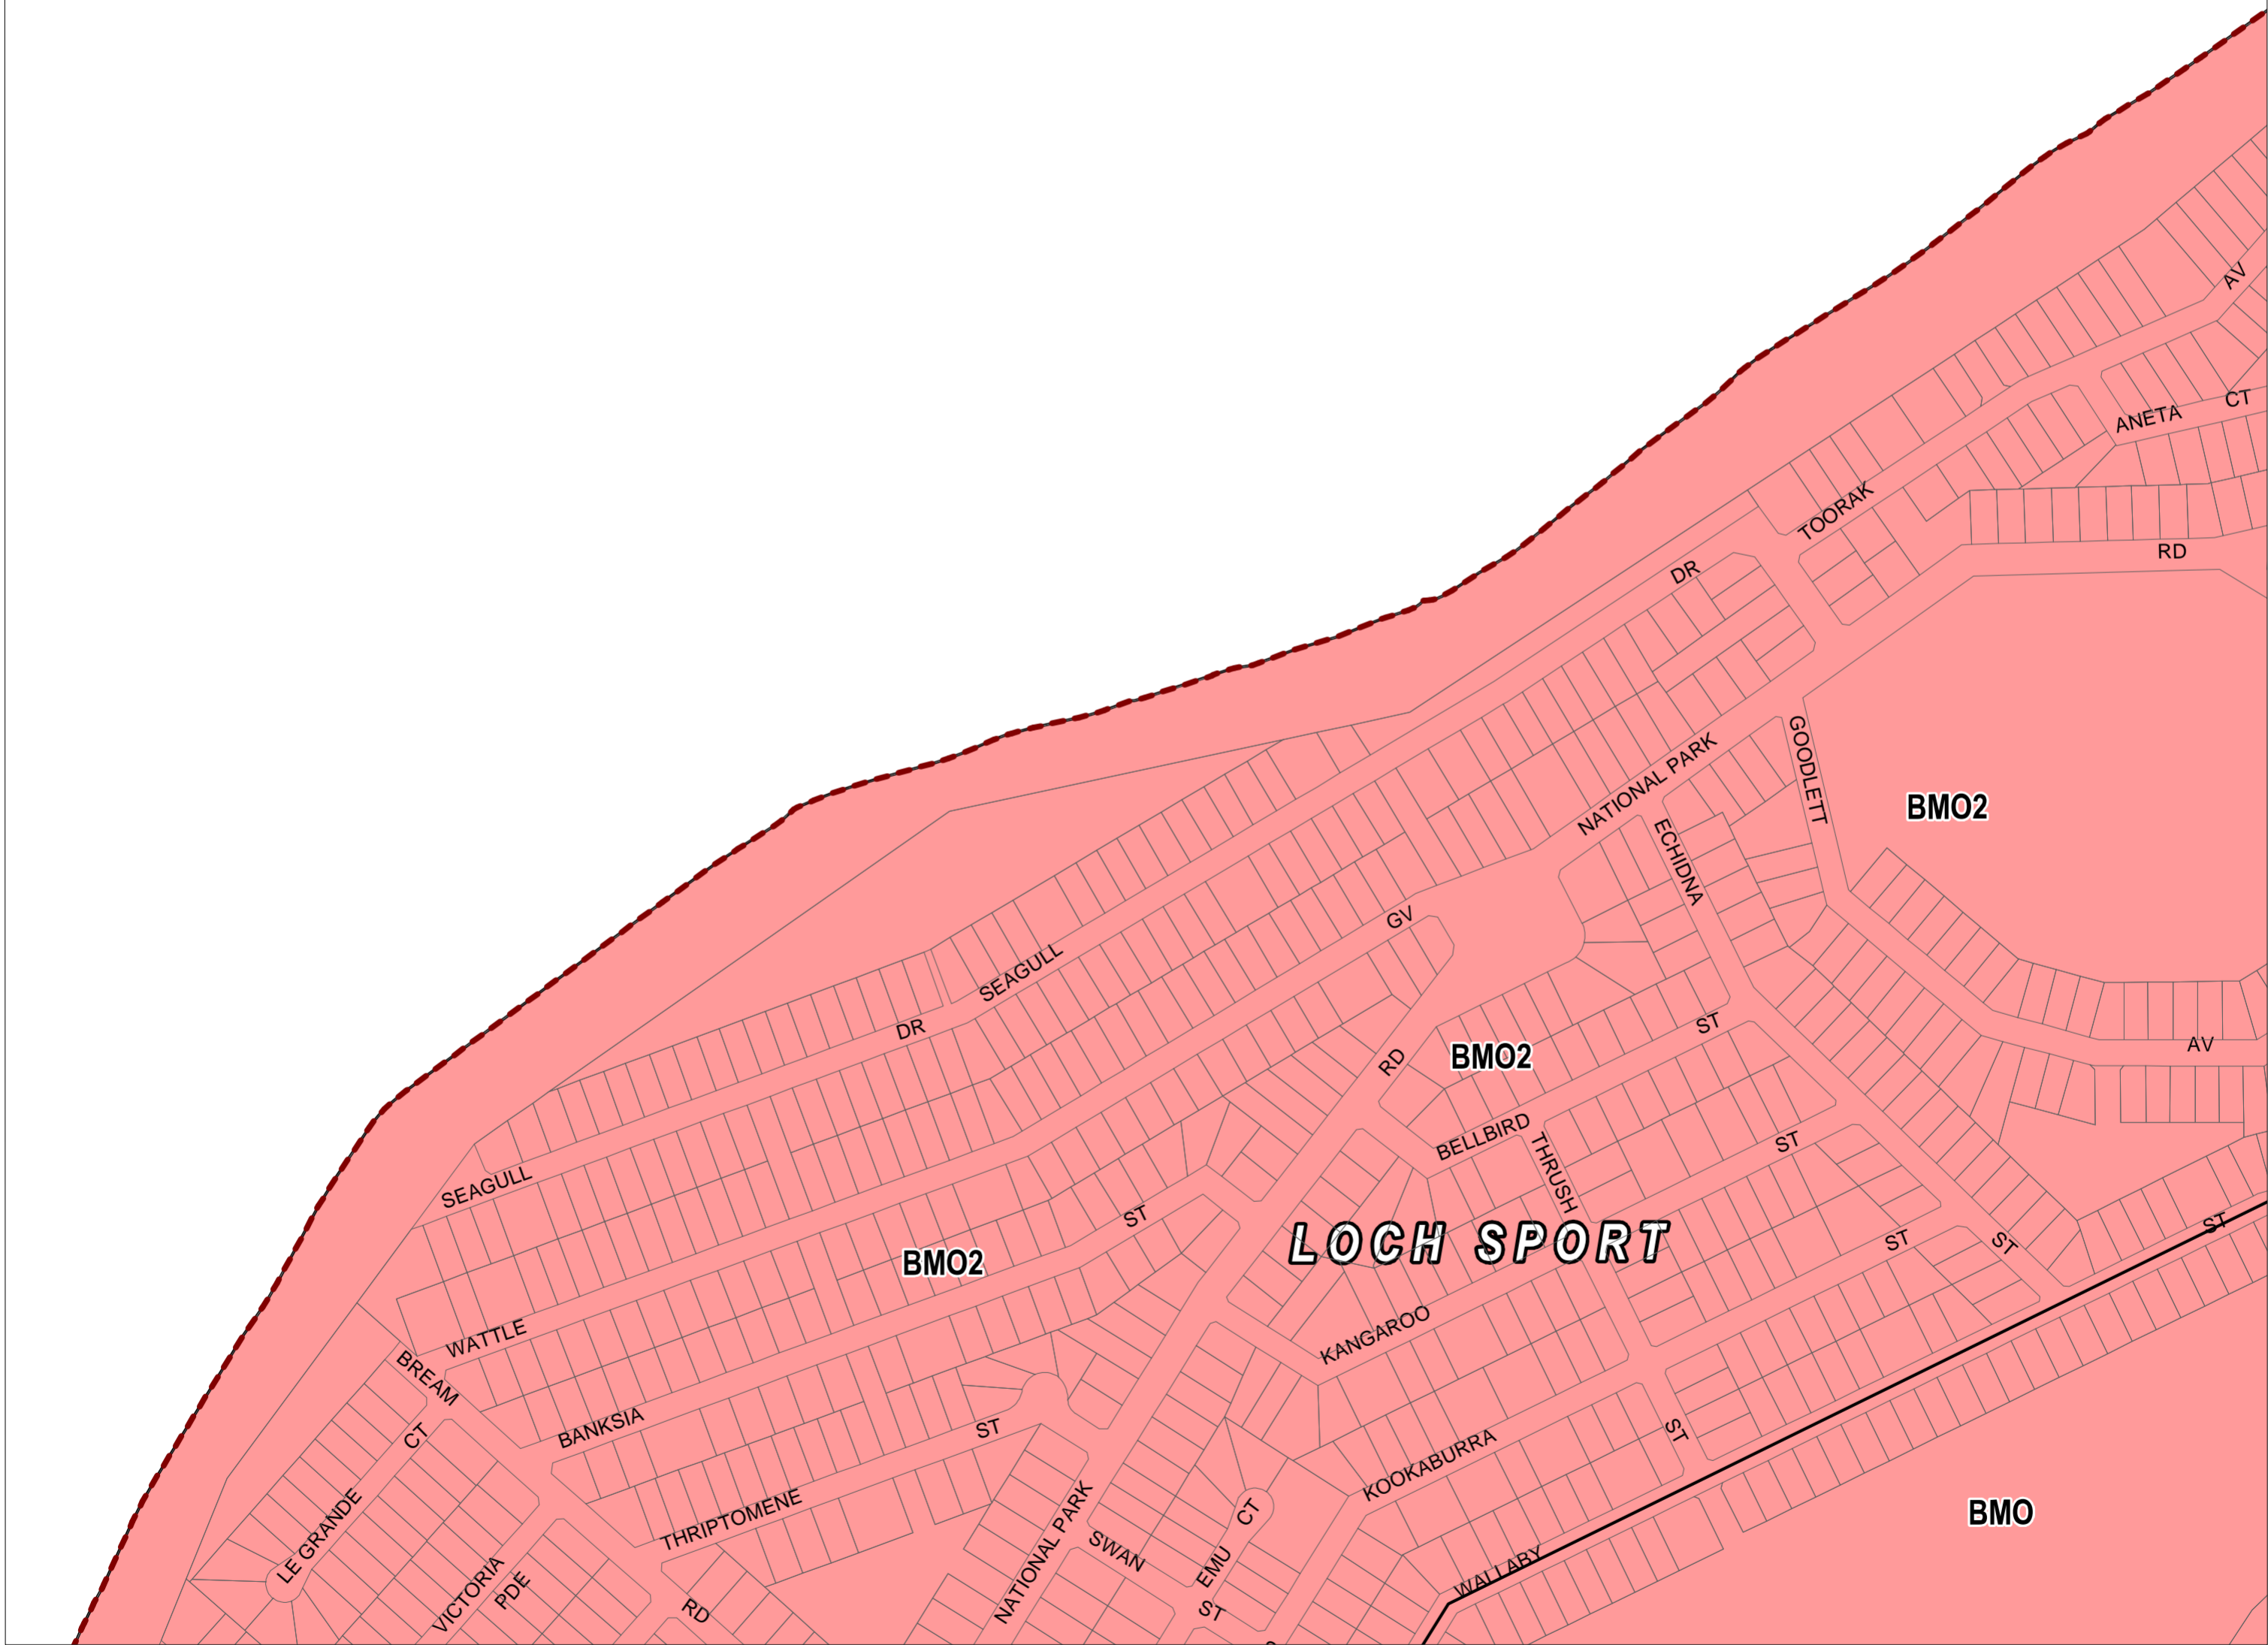 AV
CT
ANETA
TOORAK
RD
DR
GOODLETT
NATIONAL PARK
BMO2
ECHIDNA
GV
SEAGULL
DR
ST
AV
RD
BMO2
BELLBIRD
THRUSH
ST
SEAGULL
ST
ST
LOCH SPORT
ST
ST
BMO2
WATTLE
KANGAROO
BREAM
BANKSIA
CT
ST
ST
KOOKABURRA
THRIPTOMENE
LE GRANDE
NATIONAL PARK
CT
BMO
SWAN
EMU
WALLABY
VICTORIA
PDE
RD
ST